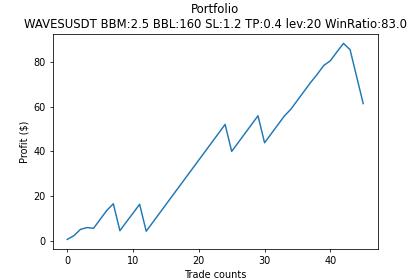 Portfolio
WAVESUSDT BBM:2.5 BBL:160 SL:1.2 TP:0.4 lev:20 WinRatio:83.0
80
60
40
20
0
Profit ($)
0 10 20 30 40
Trade counts